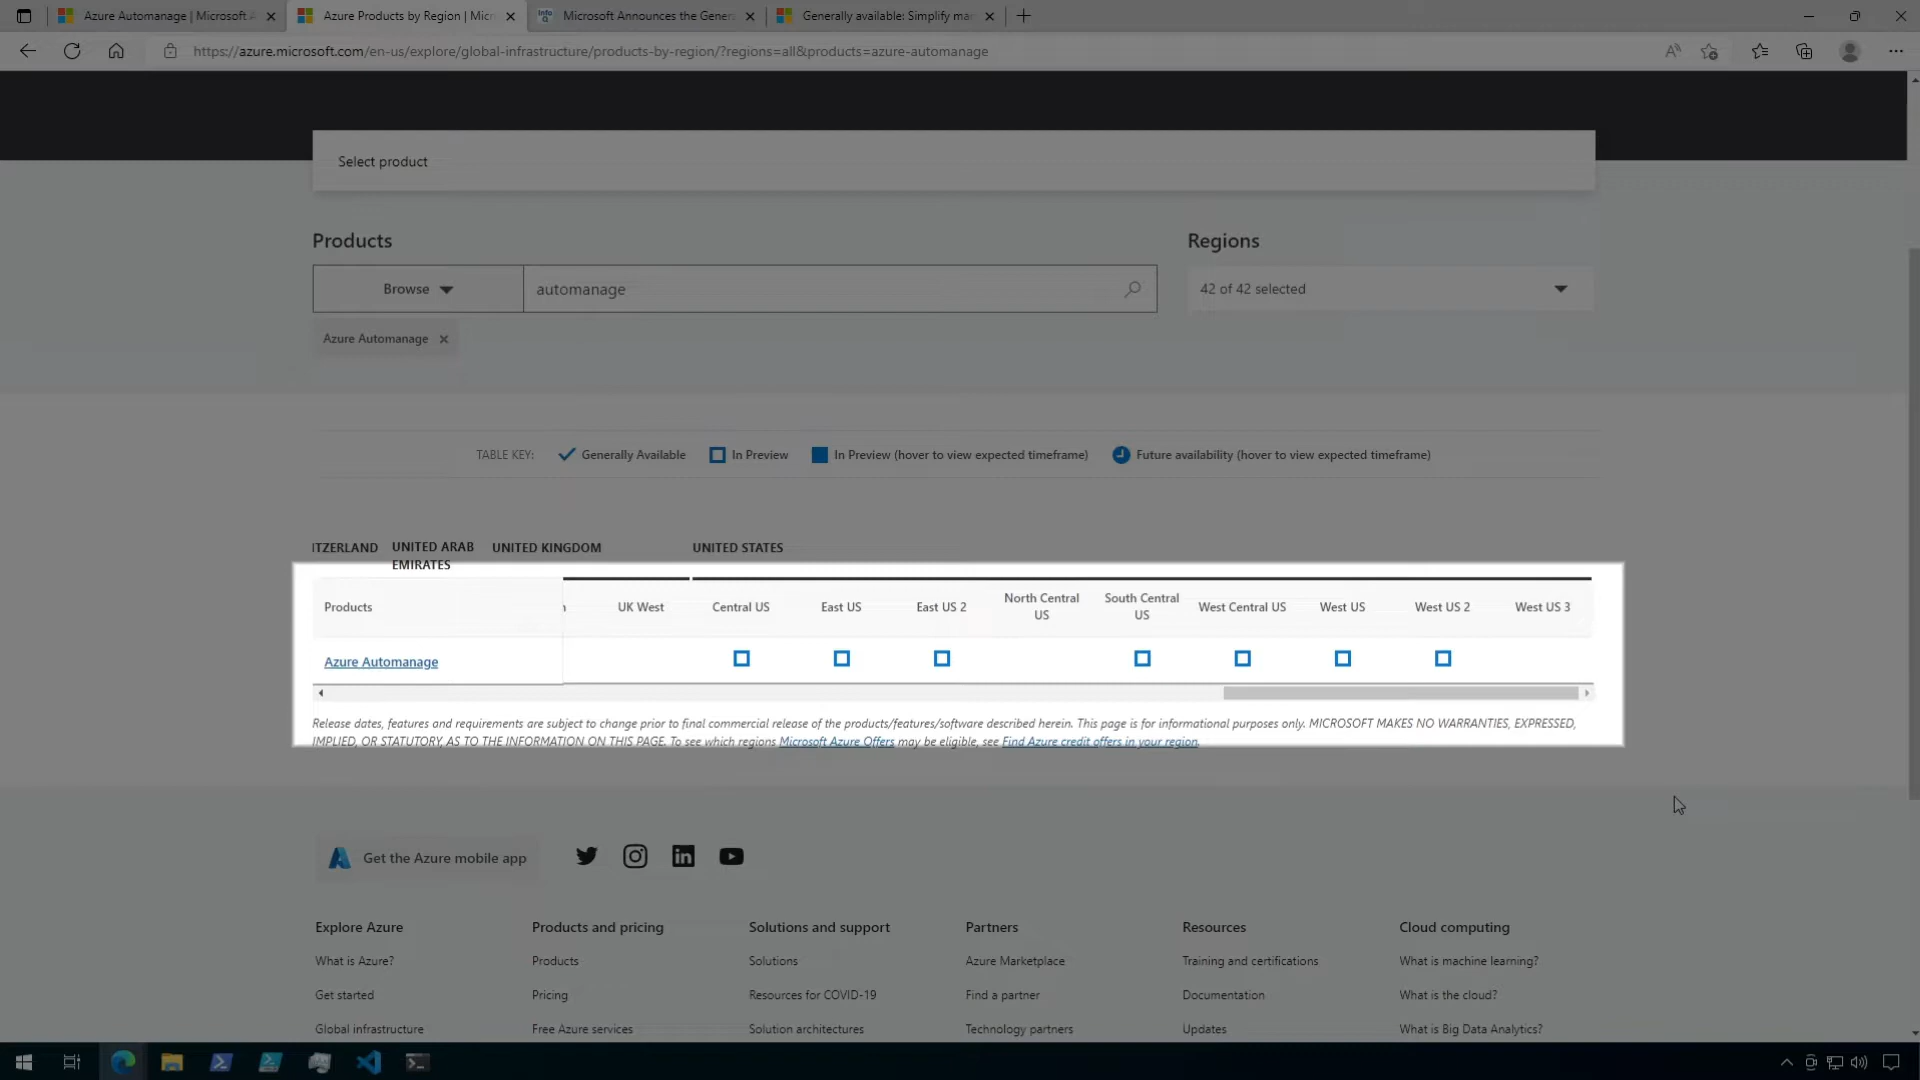 Azure Automanage | Microsoft A
Azure Products by Region | Micr
Microsoft Announces the Genera
Generally available: Simplify ma
https://azure.microsoft.com/en-us/explore/global-infrastructure/products-by-region/?regions=all&products=azure-automanage
Select product
Products
Regions
Browse
automanage
42 of 42 selected
Azure Automanage
TABLE KEY:
Generally Available
In Preview
In Preview (hover to view expected timeframe)
Future availability (hover to view expected timeframe)
ITZERLAND
UNITED ARAB
EMIRATES
UNITED KINGDOM
UNITED STATES
Products
UK West
Central US
East US
East US 2
North Central
US
South Central
US
West Central US
West US
West US 2
West US 3
Azure Automanage
Release dates, features and requirements are subject to change prior to final commercial release of the products/features/software described herein. This page is for informational purposes only. MICROSOFT MAKES NO WARRANTIES, EXPRESSED,
IMPLIED, OR STATUTORY, AS TO THE INFORMATION ON THIS PAGE. To see which regions Microsoft Azure Offers may be eligible, see Find Azure credit offers in your region.
Get the Azure mobile app
Explore Azure
Products and pricing
Solutions and support
Partners
Resources
Cloud computing
What is Azure?
Products
Solutions
Azure Marketplace
Training and certifications
What is machine learning?
Get started
Pricing
Resources for COVID-19
Find a partner
Documentation
What is the cloud?
Global infrastructure
Free Azure services
Solution architectures
Technology partners
Updates
What is Big Data Analytics?